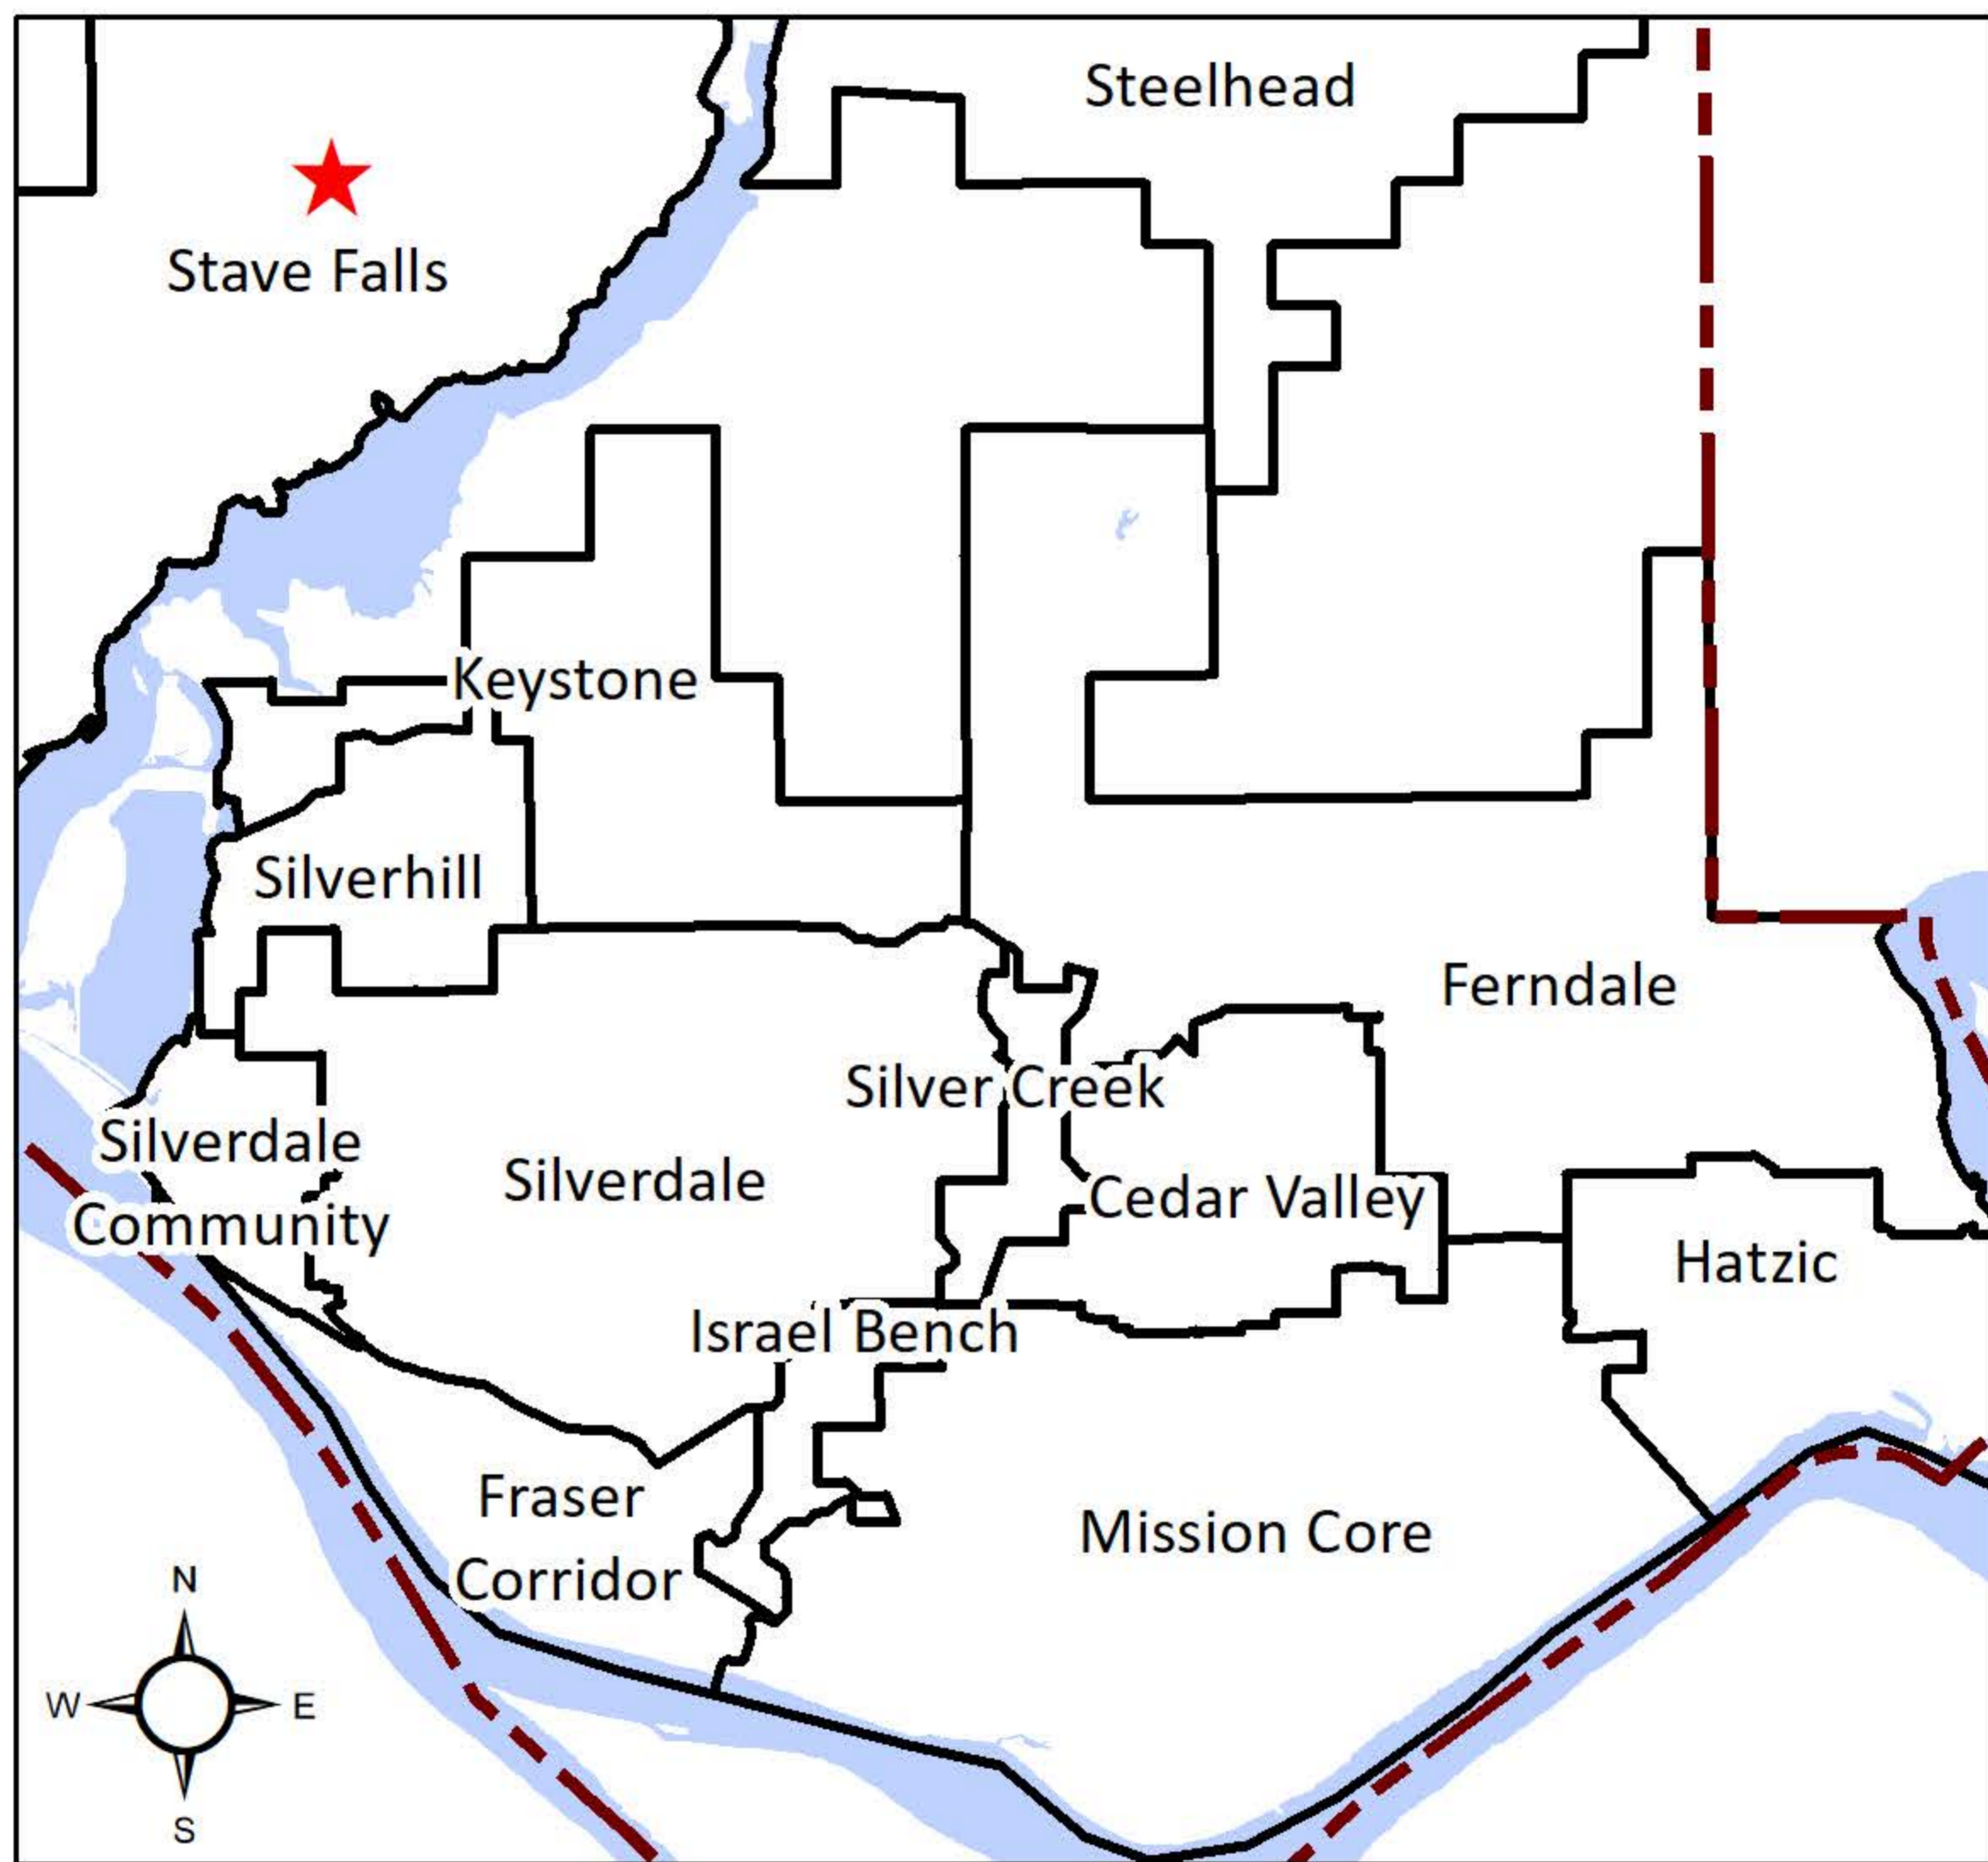 Steelhead
Stave Falls
Keystone
Silverhill
Ferndale
Silver Creek
Silverdale
Community
Silverdale
Cedar Valley
Hatzic
Israel Bench
Fraser
Corridor
Mission Core
N
W E
S